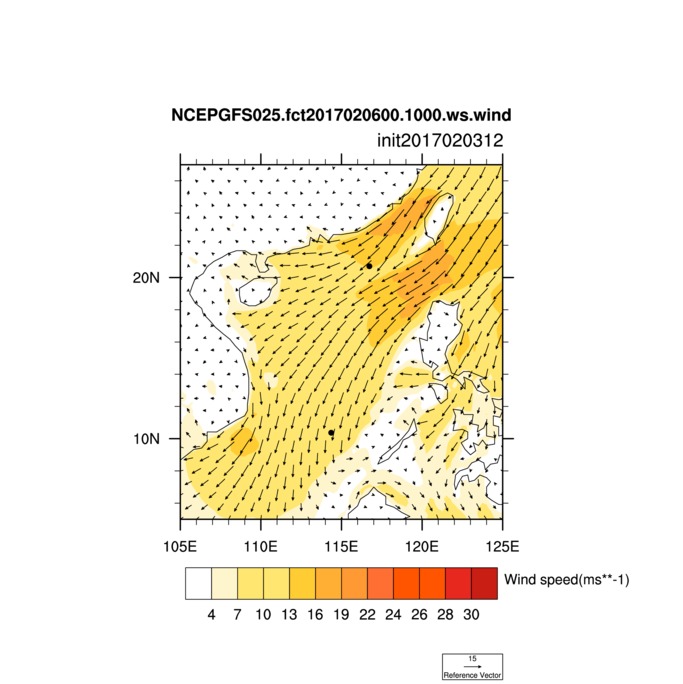 NCEPGFS025.fct2017020600.1000.ws.wind
init2017020312
20N
10N
105E 110E 115E 120E 125E
Wind speed(ms**-1)
4 7 10 13 16 19 22 24 26 28 30
15
Reference Vector